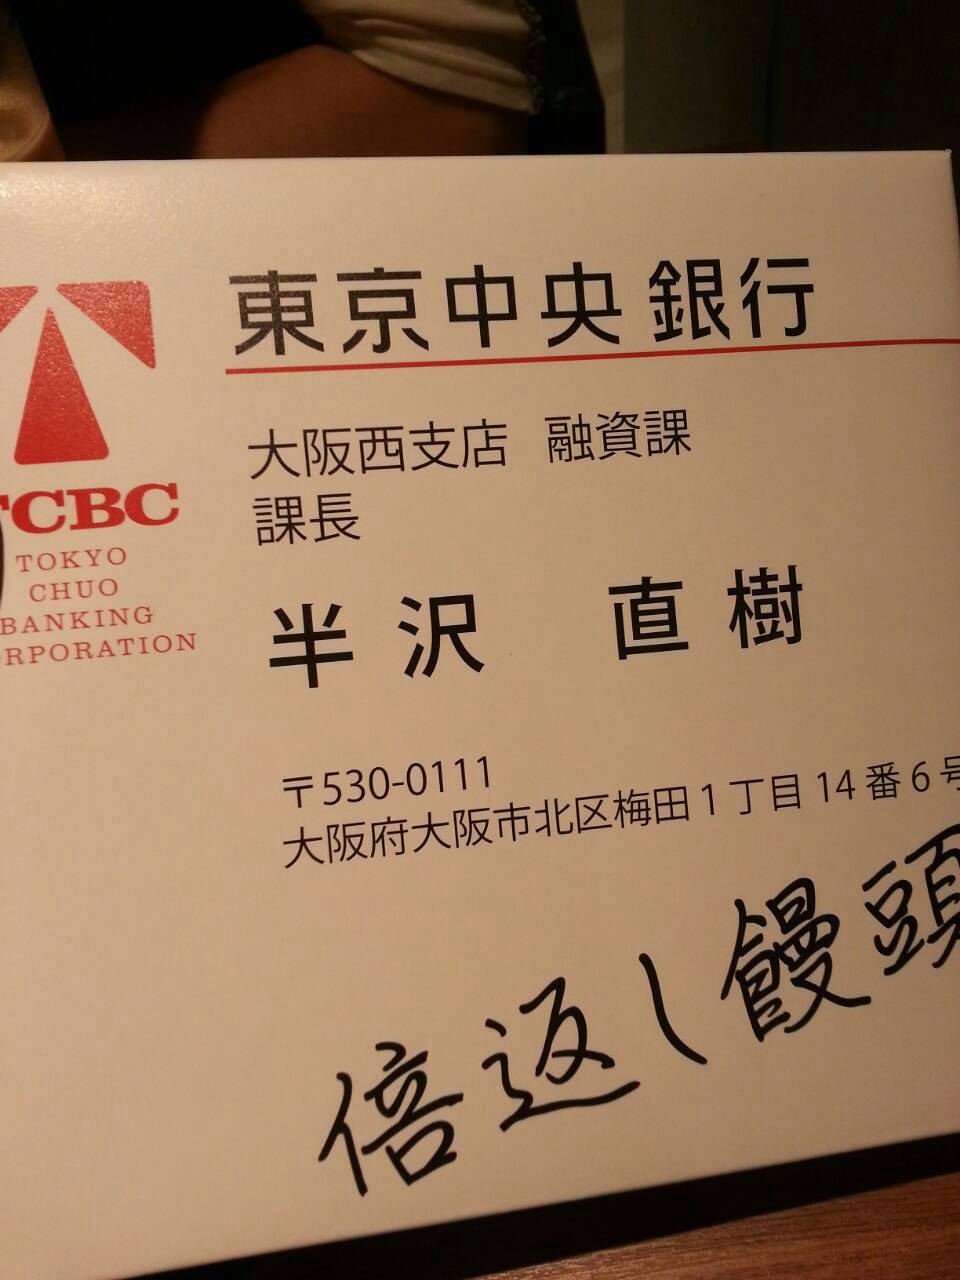 東京中央銀行
大阪西支店 融資課
課長
半沢 直樹
〒530-0111
大阪府大阪市北区梅田1丁目14番6号
倍返し饅頭
TCBC
TOKYO
CHUO
BANKING
CORPORATION